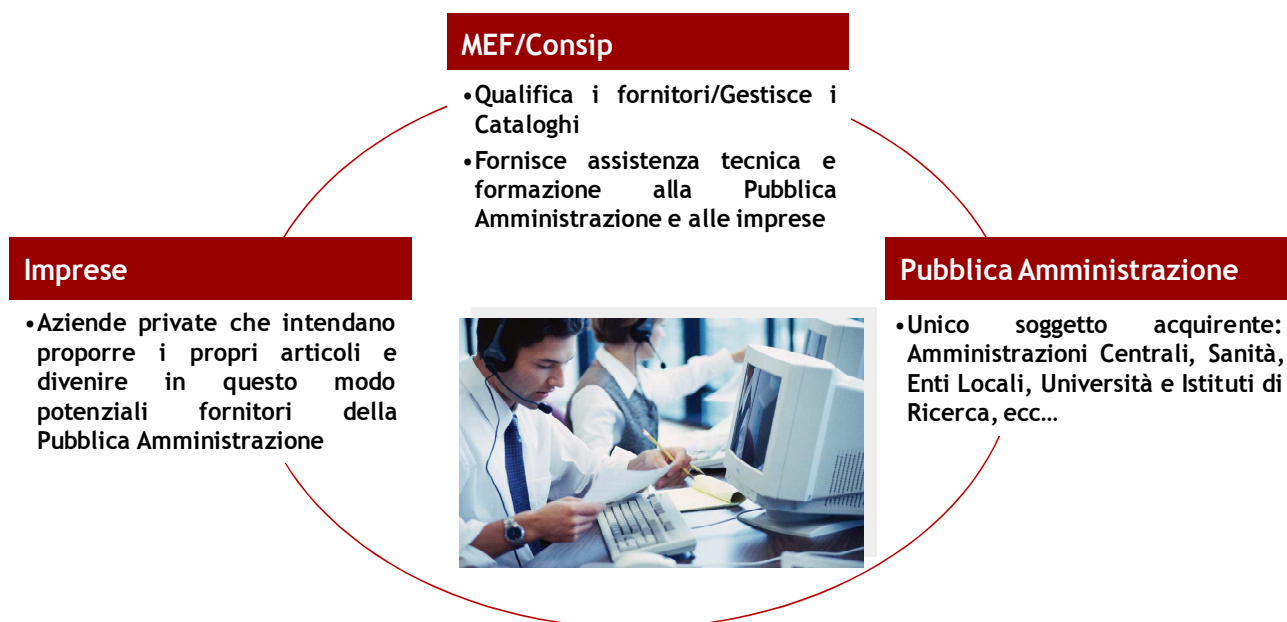 MEF/Consip
•Qualifica i fornitori/Gestisce i
Cataloghi
•Fornisce assistenza tecnica e
formazione alla Pubblica
Amministrazione e alle imprese
Imprese
•Aziende private che intendano
proporre i propri articoli e
divenire in questo modo
potenziali fornitori della
Pubblica Amministrazione
Pubblica Amministrazione
•Unico soggetto acquirente:
Amministrazioni Centrali, Sanità,
Enti Locali, Università e Istituti di
Ricerca, ecc…